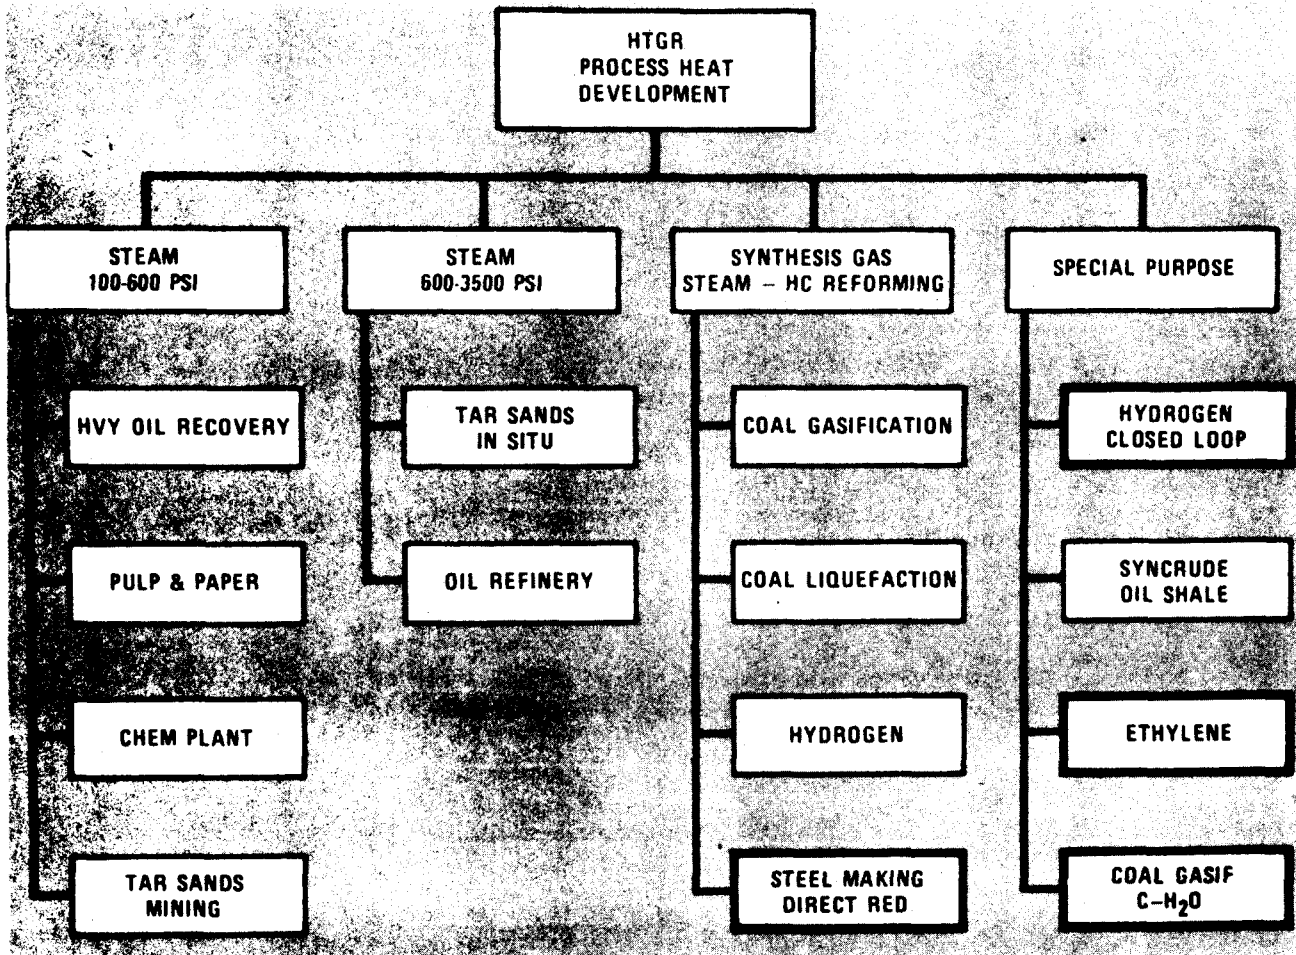 HTGR
PROCESS HEAT
DEVELOPMENT
STEAM
100-600 PSI
STEAM
600-3500 PSI
SYNTHESIS GAS
STEAM – HC REFORMING
SPECIAL PURPOSE
HVY OIL RECOVERY
PULP & PAPER
CHEM PLANT
TAR SANDS
MINING
TAR SANDS
IN SITU
OIL REFINERY
COAL GASIFICATION
COAL LIQUEFACTION
HYDROGEN
STEEL MAKING
DIRECT RED
HYDROGEN
CLOSED LOOP
SYNCRUDE
OIL SHALE
ETHYLENE
COAL GASIF
C–H₂O